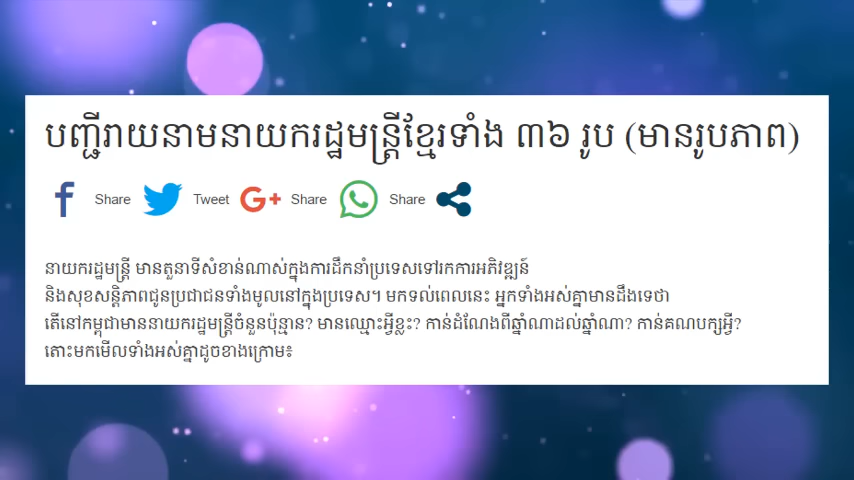 បញ្ជីរាយនាមនាយករដ្ឋមន្ត្រីខ្មែរទាំង ៣៦ រូប (មានរូបភាព)
Share Tweet Share Share
នាយករដ្ឋមន្ត្រី មានតួនាទីសំខាន់ណាស់ក្នុងការដឹកនាំប្រទេសទៅរកការអភិវឌ្ឍន៍
និងសុខសន្តិភាពជូនប្រជាជនទាំងមូលនៅក្នុងប្រទេស។ មកទល់ពេលនេះ អ្នកទាំងអស់គ្នាមានដឹងទេថា
តើនៅកម្ពុជាមាននាយករដ្ឋមន្ត្រីចំនួនប៉ុន្មាន? មានឈ្មោះអ្វីខ្លះ? កាន់ដំណែងពីឆ្នាំណាដល់ឆ្នាំណា? កាន់គណបក្សអ្វី?
តោះមកមើលទាំងអស់គ្នាដូចខាងក្រោម៖